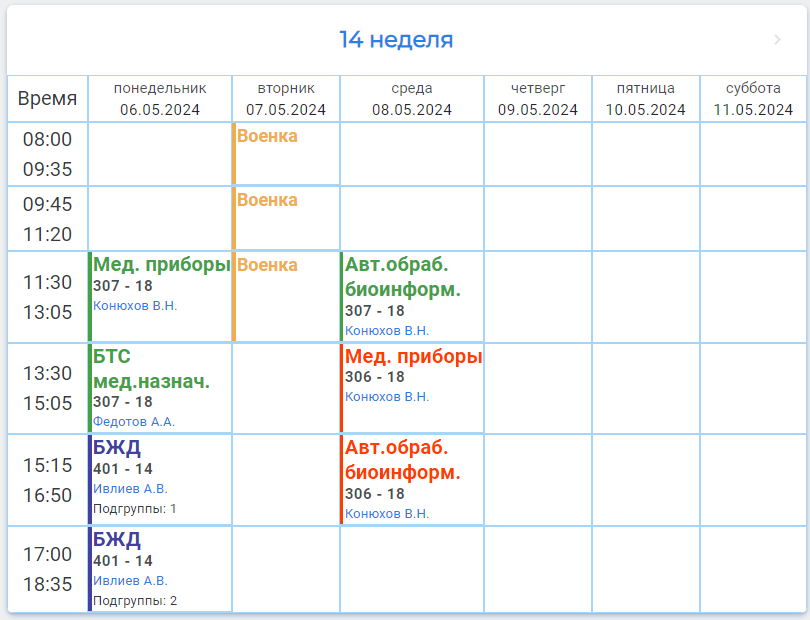 14 неделя
Время
понедельник
06.05.2024
вторник
07.05.2024
среда
08.05.2024
четверг
09.05.2024
пятница
10.05.2024
суббота
11.05.2024
08:00
09:35
Военка
09:45
11:20
Военка
11:30
13:05
Мед. приборы
307 - 18
Конюхов В.Н.
Военка
Авт.обраб.
биоинформ.
307 - 18
Конюхов В.Н.
13:30
15:05
БТС
мед.назнач.
307 - 18
Федотов А.А.
Мед. приборы
306 - 18
Конюхов В.Н.
15:15
16:50
БЖД
401 - 14
Ивлиев А.В.
Подгруппы: 1
Авт.обраб.
биоинформ.
306 - 18
Конюхов В.Н.
17:00
18:35
БЖД
401 - 14
Ивлиев А.В.
Подгруппы: 2